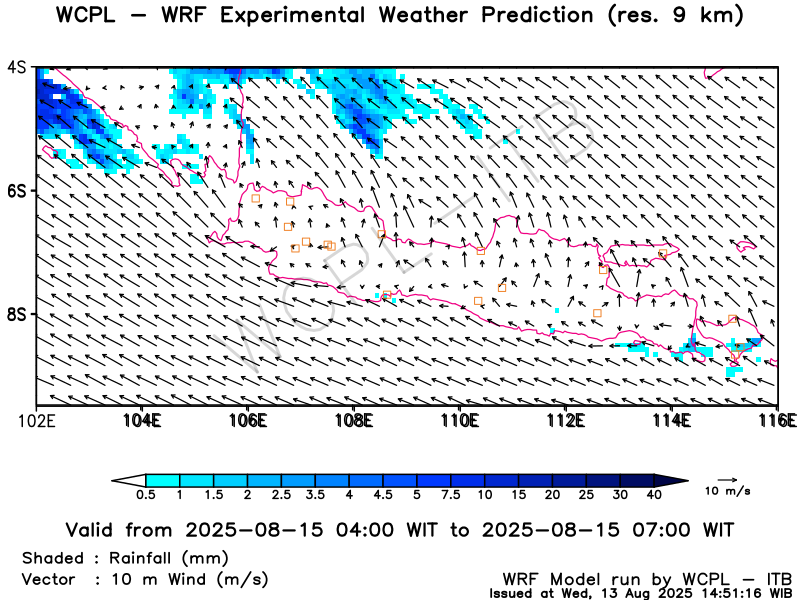 WCPL – WRF Experimental Weather Prediction (res. 9 km)
4S
6S
8S
WCPL-ITB
102E 104E 106E 108E 110E 112E 114E 116E
0.5 1 1.5 2 2.5 3.5 4 4.5 5 7.5 10 15 20 25 30 40
10 m/s
Valid from 2025-08-15 04:00 WIT to 2025-08-15 07:00 WIT
Shaded : Rainfall (mm)
Vector : 10 m Wind (m/s)
WRF Model run by WCPL – ITB
Issued at Wed, 13 Aug 2025 14:51:16 WIB